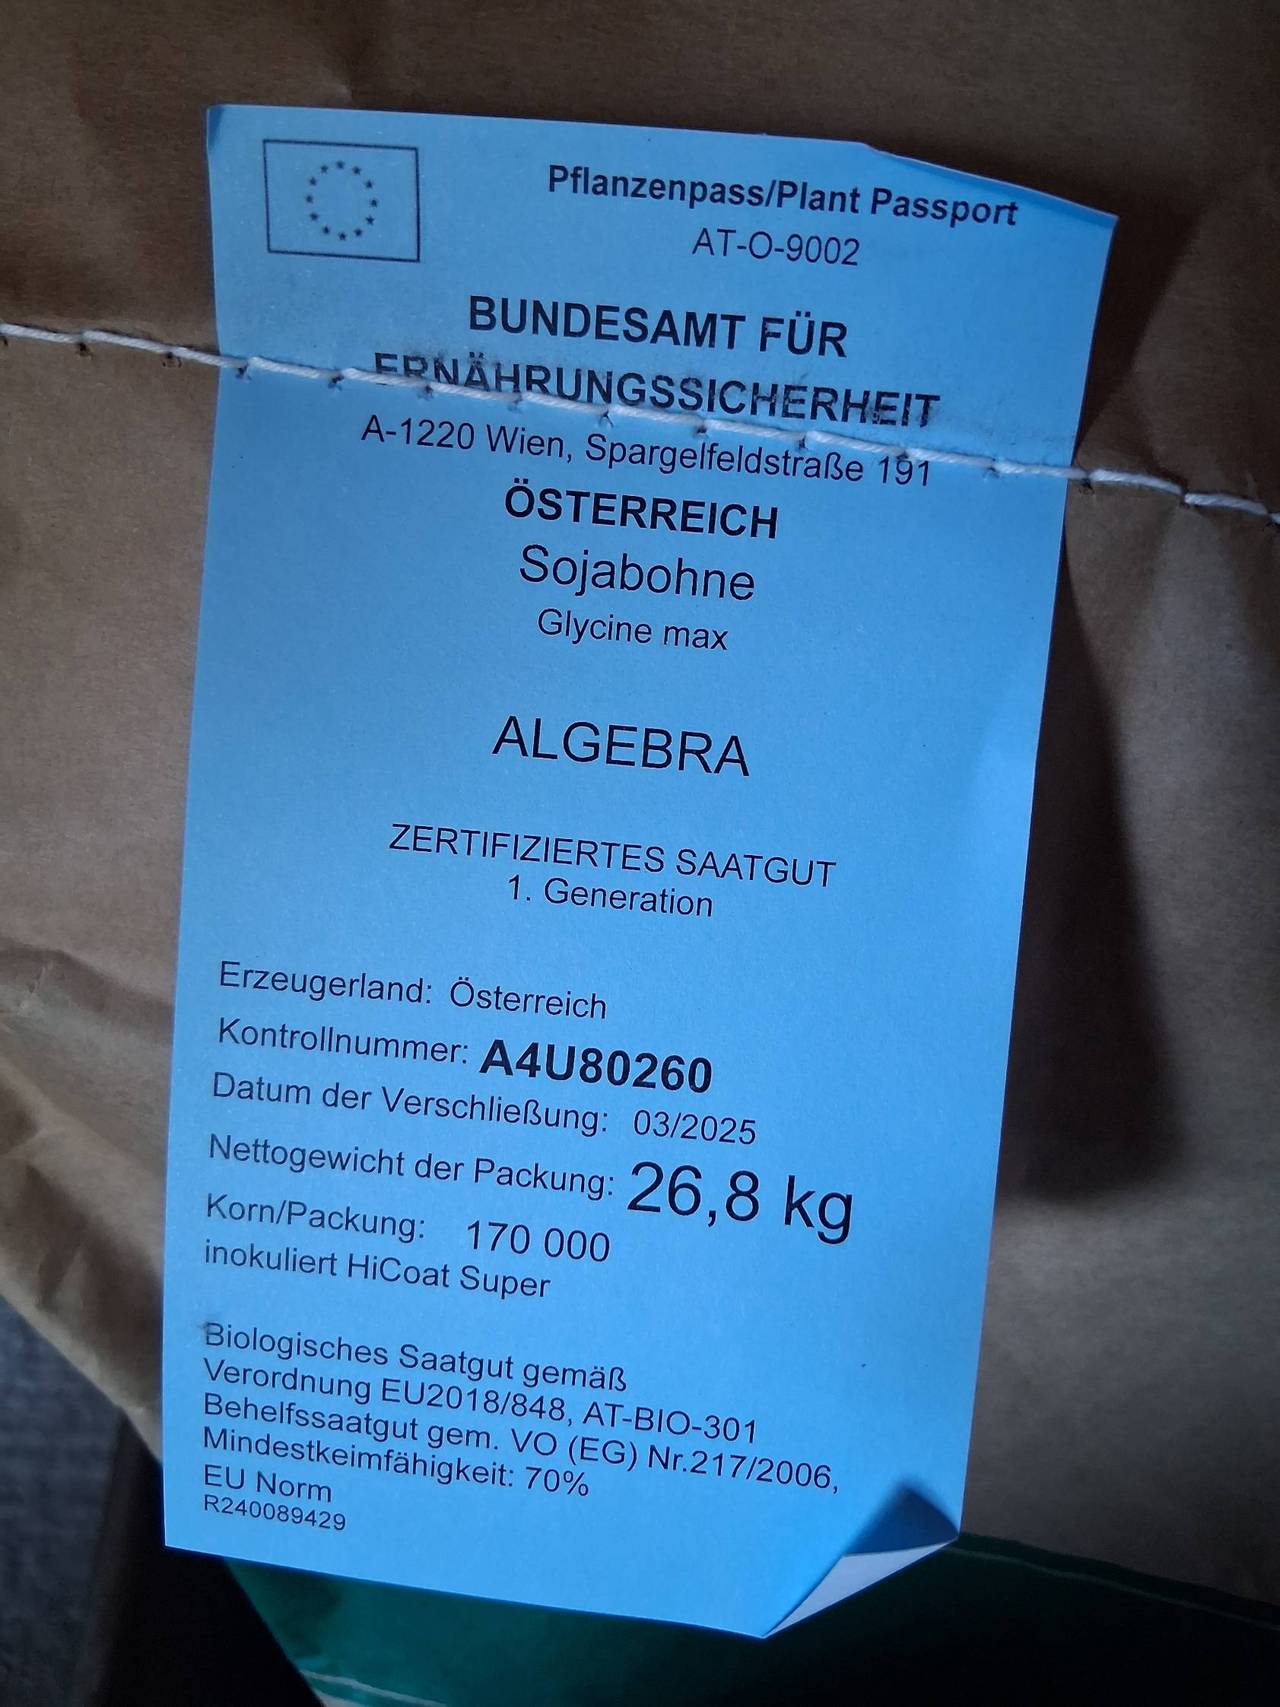 Pflanzenpass/Plant Passport
AT-O-9002
BUNDESAMT FÜR
ERNÄHRUNGSSICHERHEIT
A-1220 Wien, Spargelfeldstraße 191
ÖSTERREICH
Sojabohne
Glycine max
ALGEBRA
ZERTIFIZIERTES SAATGUT
1. Generation
Erzeugerland: Österreich
Kontrollnummer: A4U80260
Datum der Verschließung: 03/2025
Nettogewicht der Packung: 26,8 kg
Korn/Packung: 170 000
inokuliert HiCoat Super
Biologisches Saatgut gemäß
Verordnung EU2018/848, AT-BIO-301
Behelfssaatgut gem. VO (EG) Nr.217/2006,
Mindestkeimfähigkeit: 70%
EU Norm
R240089429